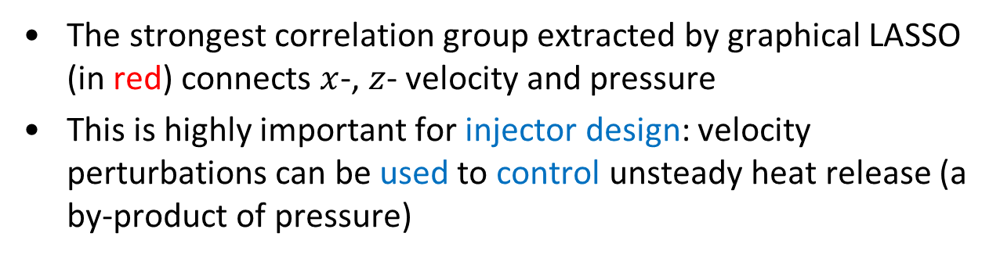 • The strongest correlation group extracted by graphical LASSO
(in red) connects x-, z- velocity and pressure
• This is highly important for injector design: velocity
perturbations can be used to control unsteady heat release (a
by-product of pressure)